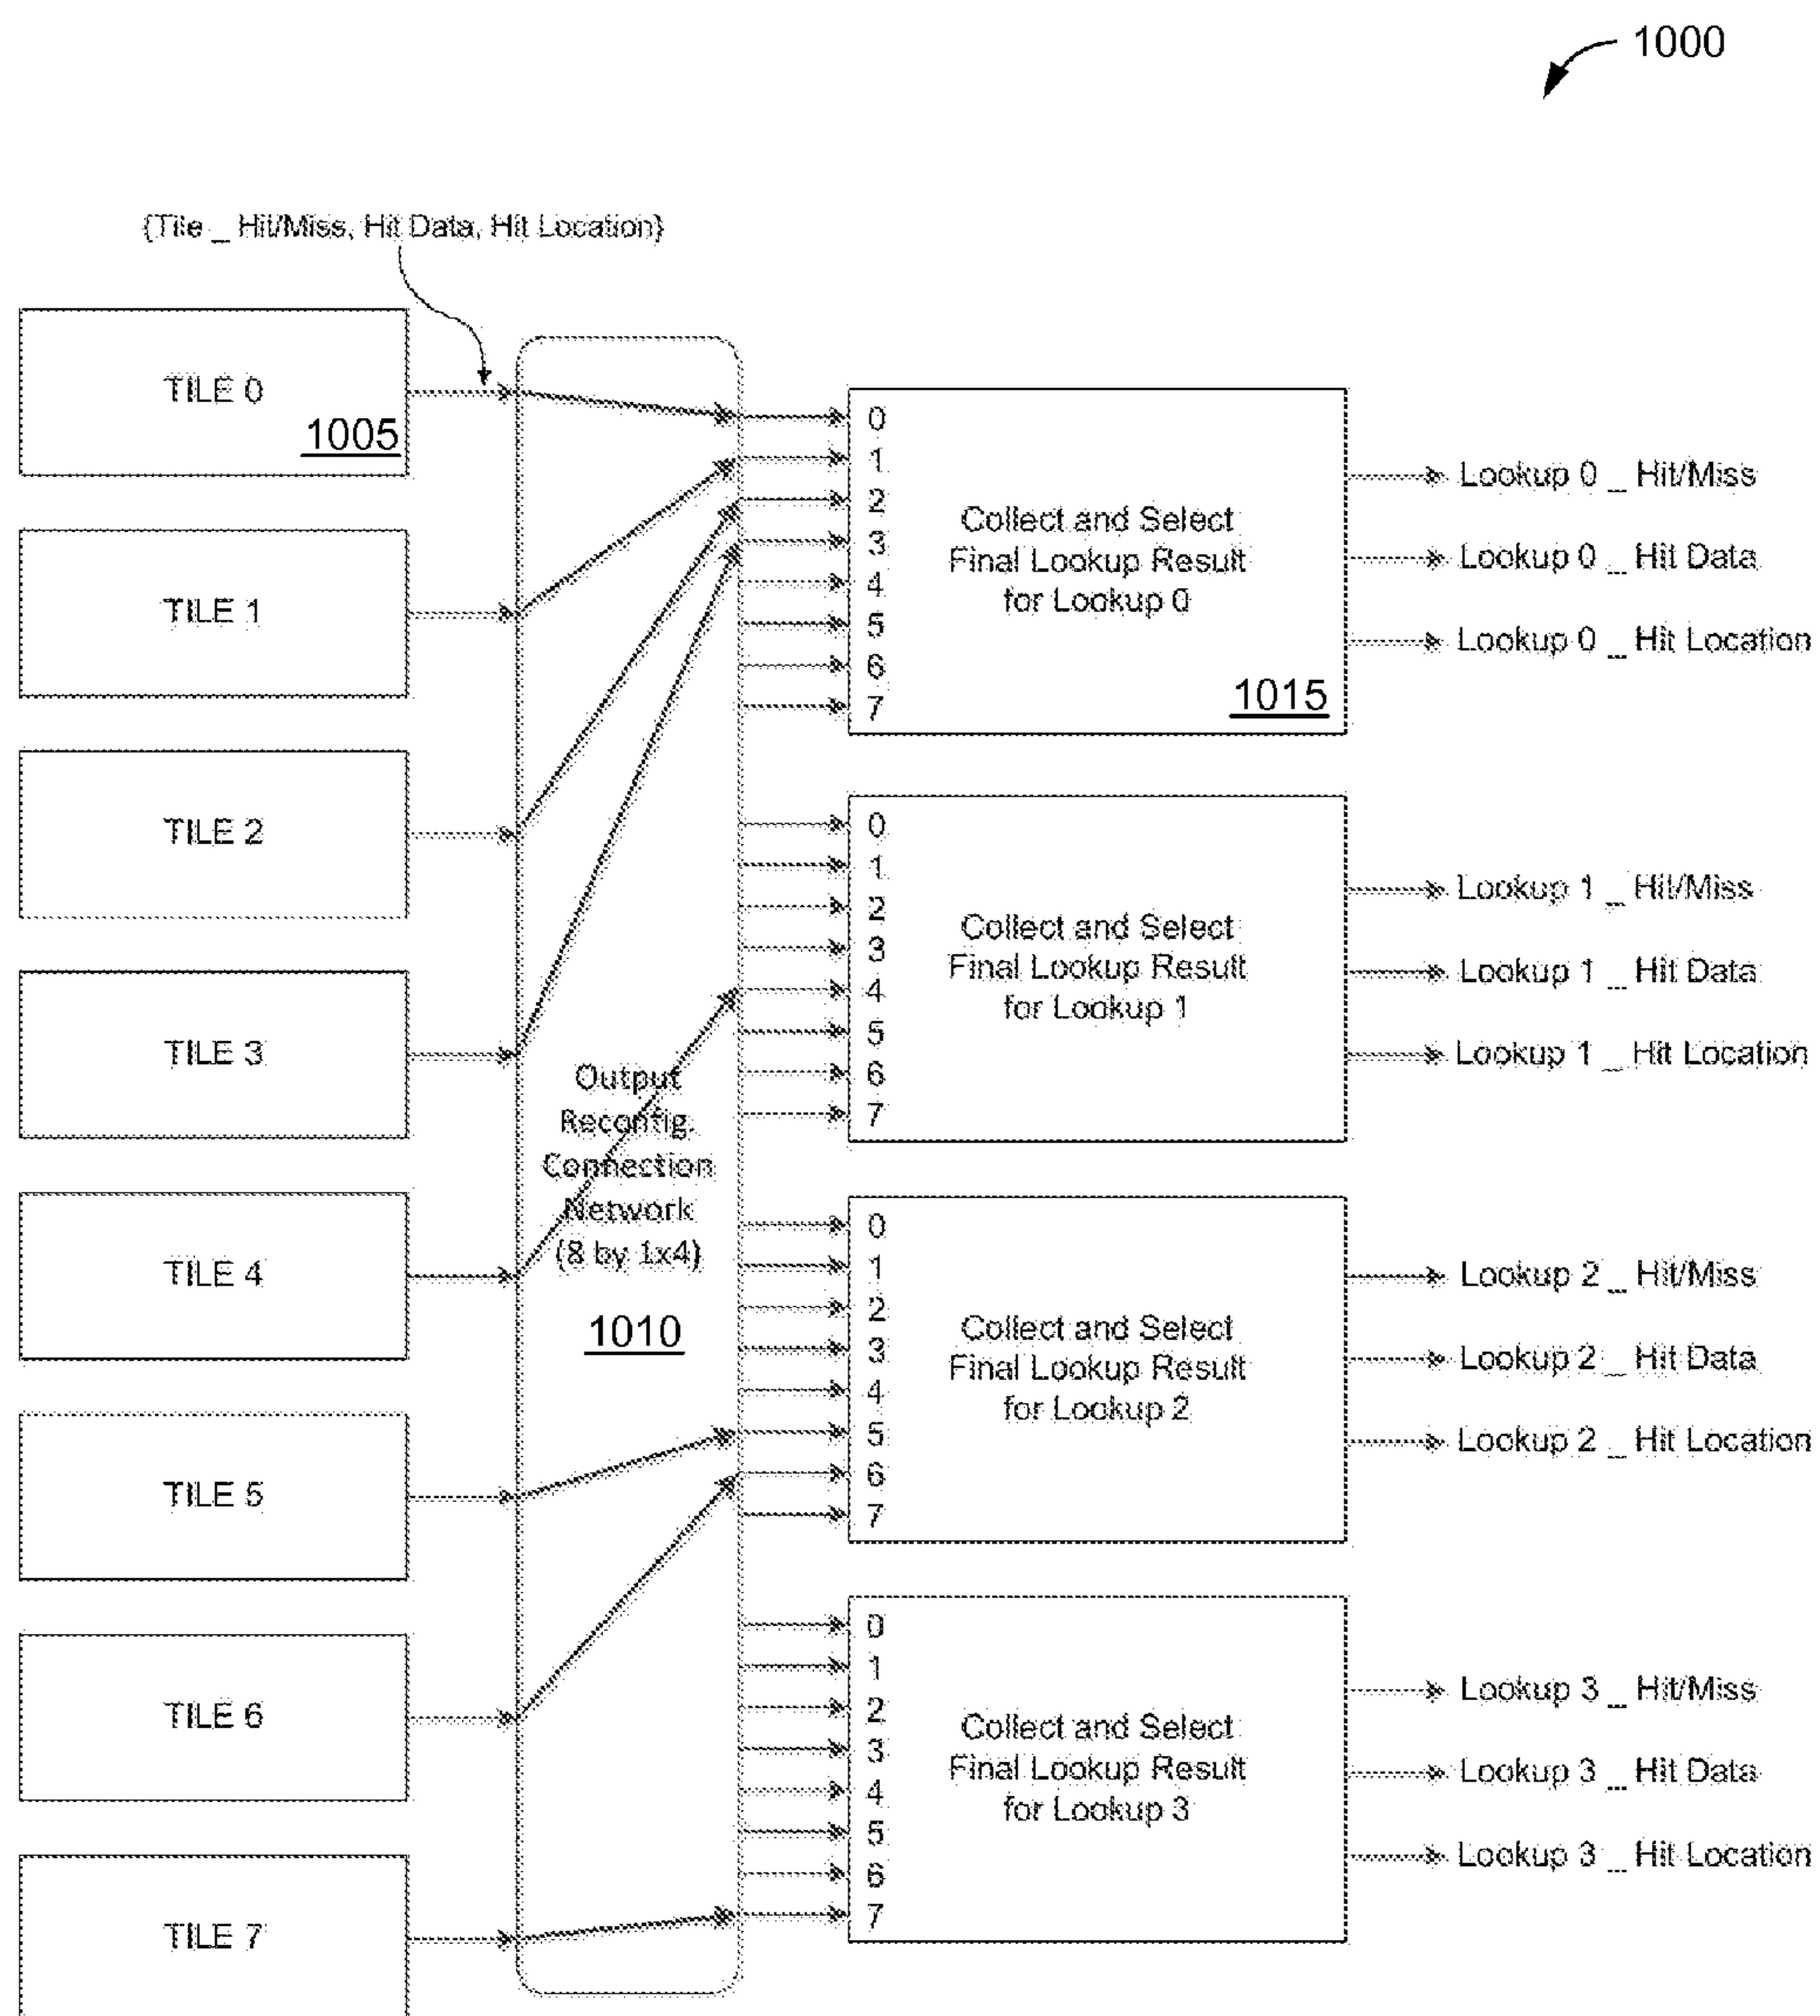 1000
{Tile _ Hit/Miss, Hit Data, Hit Location}
TILE 0
1005
TILE 1
TILE 2
TILE 3
TILE 4
TILE 5
TILE 6
TILE 7
Output
Reconfig.
Connection
Network
(8 by 1x4)
1010
0
1
2
3
4
5
6
7
Collect and Select
Final Lookup Result
for Lookup 0
1015
Lookup 0 _ Hit/Miss
Lookup 0 _ Hit Data
Lookup 0 _ Hit Location
0
1
2
3
4
5
6
7
Collect and Select
Final Lookup Result
for Lookup 1
Lookup 1 _ Hit/Miss
Lookup 1 _ Hit Data
Lookup 1 _ Hit Location
0
1
2
3
4
5
6
7
Collect and Select
Final Lookup Result
for Lookup 2
Lookup 2 _ Hit/Miss
Lookup 2 _ Hit Data
Lookup 2 _ Hit Location
0
1
2
3
4
5
6
7
Collect and Select
Final Lookup Result
for Lookup 3
Lookup 3 _ Hit/Miss
Lookup 3 _ Hit Data
Lookup 3 _ Hit Location